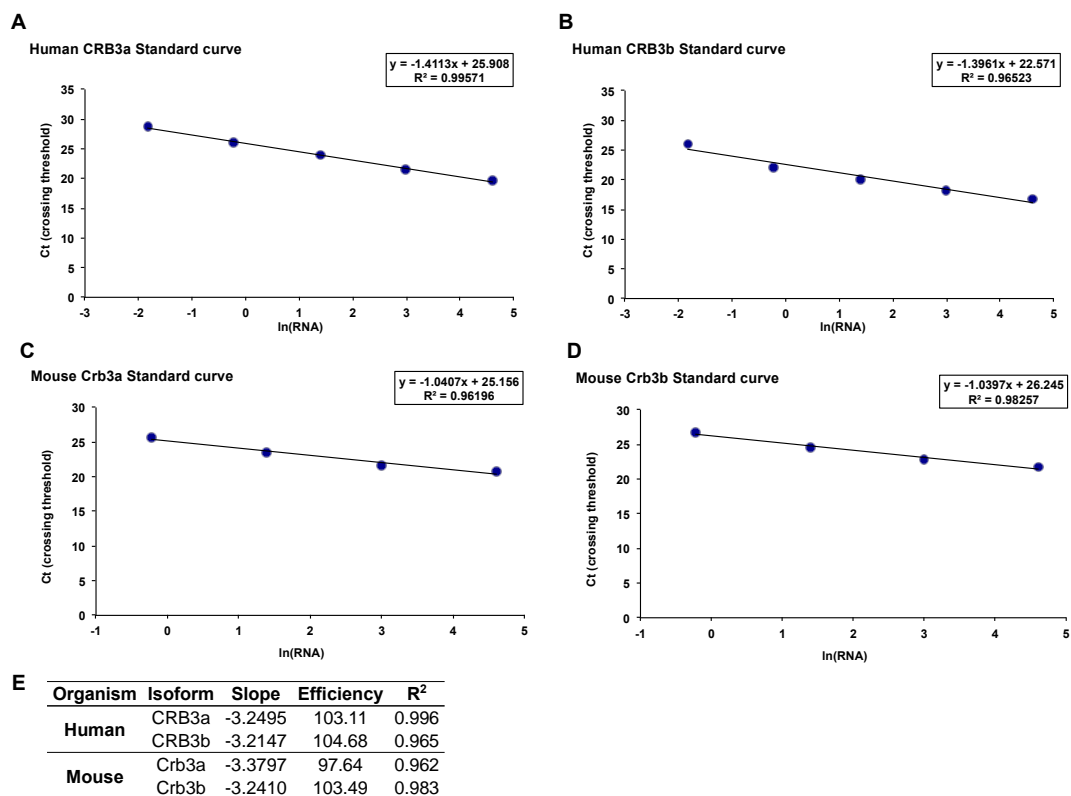 A
Human CRB3a Standard curve
y = -1.4113x + 25.908
R² = 0.99571
35
30
25
20
15
10
5
0
Ct (crossing threshold)
-3 -2 -1 0 1 2 3 4 5
ln(RNA)
B
Human CRB3b Standard curve
y = -1.3961x + 22.571
R² = 0.96523
35
30
25
20
15
10
5
0
Ct (crossing threshold)
-3 -2 -1 0 1 2 3 4 5
ln(RNA)
C
Mouse Crb3a Standard curve
y = -1.0407x + 25.156
R² = 0.96196
30
25
20
15
10
5
0
Ct (crossing threshold)
-1 0 1 2 3 4 5
ln(RNA)
D
Mouse Crb3b Standard curve
y = -1.0397x + 26.245
R² = 0.98257
30
25
20
15
10
5
0
Ct (crossing threshold)
-1 0 1 2 3 4 5
ln(RNA)
E
Organism Isoform Slope Efficiency R²
Human CRB3a -3.2495 103.11 0.996
CRB3b -3.2147 104.68 0.965
Mouse Crb3a -3.3797 97.64 0.962
Crb3b -3.2410 103.49 0.983